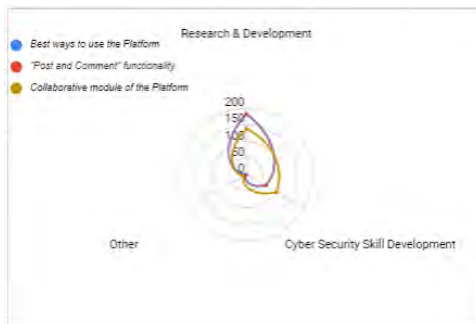 Research & Development
Best ways to use the Platform
"Post and Comment" functionality
Collaborative module of the Platform
200
150
100
50
0
Other
Cyber Security Skill Development